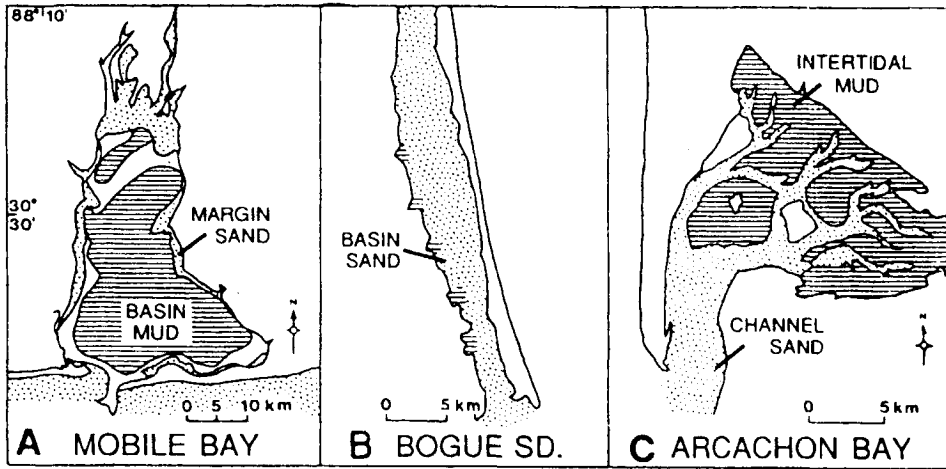 88°10'
30°
30'
MARGIN
SAND
BASIN
MUD
N
0 5 10 km
A MOBILE BAY
BASIN
SAND
0 5 km
B BOGUE SD.
INTERTIDAL
MUD
CHANNEL
SAND
N
0 5 km
C ARCACHON BAY